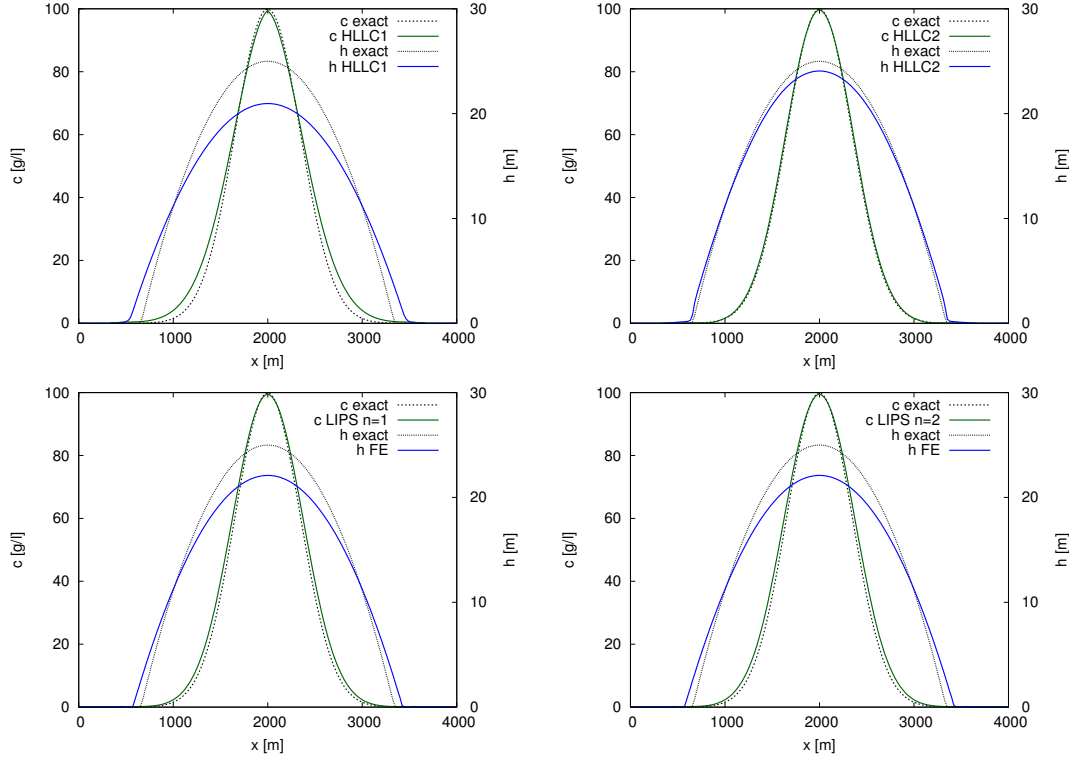 100
80
60
40
20
0
c [g/l]
30
20
10
0
h [m]
0 1000 2000 3000 4000
x [m]
c exact
c HLLC1
h exact
h HLLC1
100
80
60
40
20
0
c [g/l]
30
20
10
0
h [m]
0 1000 2000 3000 4000
x [m]
c exact
c HLLC2
h exact
h HLLC2
100
80
60
40
20
0
c [g/l]
30
20
10
0
h [m]
0 1000 2000 3000 4000
x [m]
c exact
c LIPS n=1
h exact
h FE
100
80
60
40
20
0
c [g/l]
30
20
10
0
h [m]
0 1000 2000 3000 4000
x [m]
c exact
c LIPS n=2
h exact
h FE